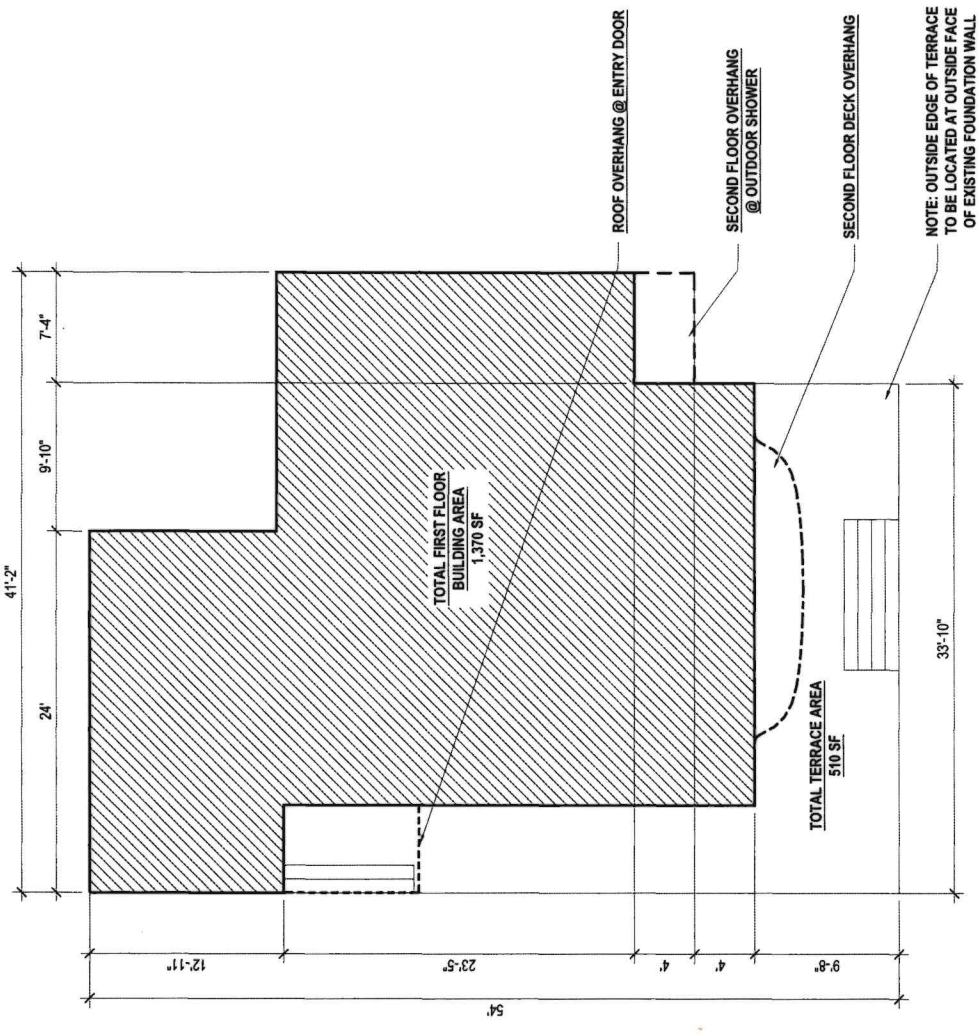 41'-2"
24'
9'-10"
7'-4"
12'-11"
23'-5"
4'
4'
9'-8"
54'
33'-10"
TOTAL FIRST FLOOR
BUILDING AREA
1,370 SF
TOTAL TERRACE AREA
510 SF
ROOF OVERHANG @ ENTRY DOOR
SECOND FLOOR OVERHANG
@ OUTDOOR SHOWER
SECOND FLOOR DECK OVERHANG
NOTE: OUTSIDE EDGE OF TERRACE
TO BE LOCATED AT OUTSIDE FACE
OF EXISTING FOUNDATION WALL